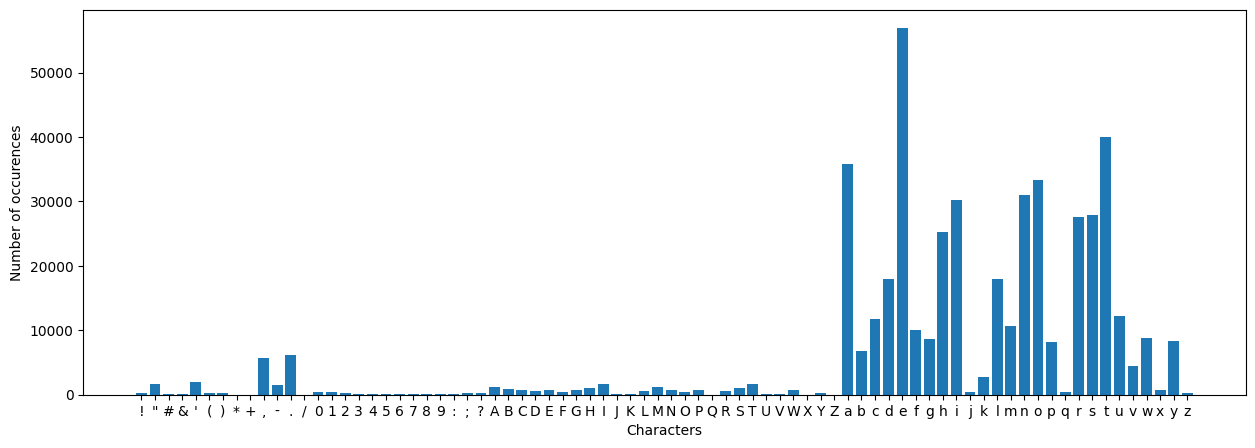 50000
40000
30000
20000
10000
0
Number of occurences
! " # & ' ( ) * + , - . / 0 1 2 3 4 5 6 7 8 9 : ; ? A B C D E F G H I J K L M N O P Q R S T U V W X Y Z a b c d e f g h i j k l m n o p q r s t u v w x y z
Characters